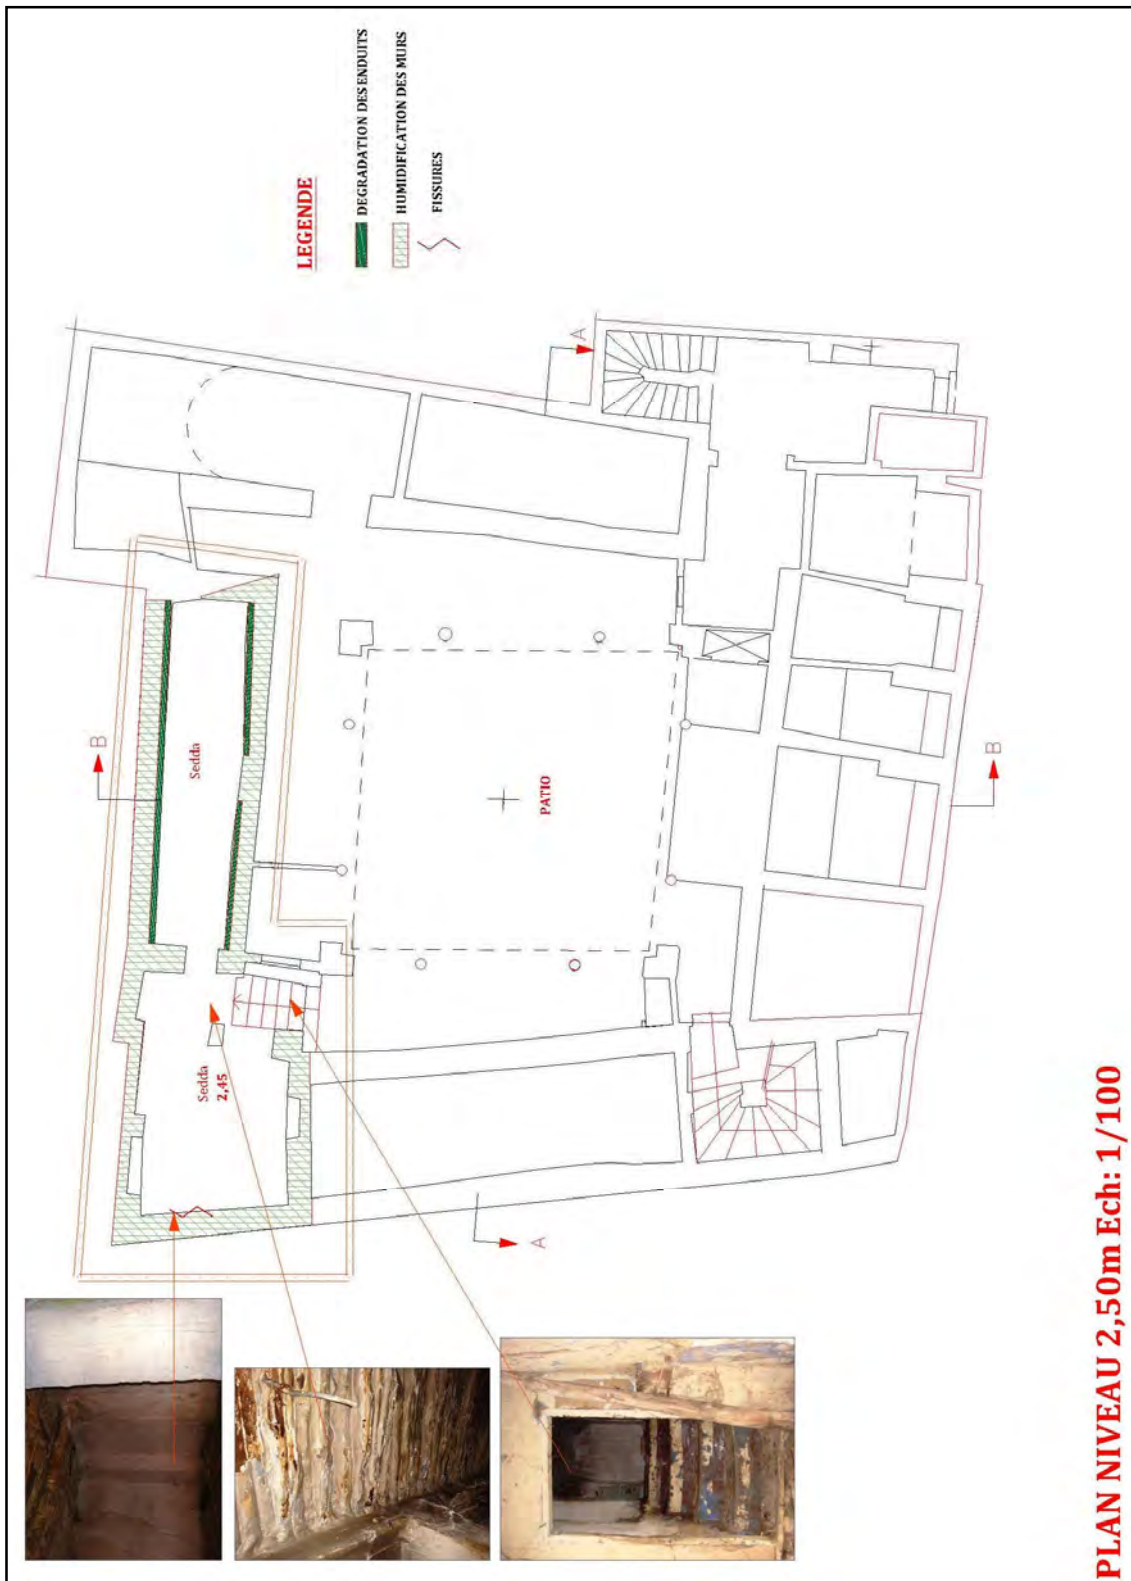 LEGENDE
DEGRADATION DES ENDUITS
HUMIDIFICATION DES MURS
FISSURES
A
B
Sedda
PATIO
B
Sedda
2,45
A
PLAN NIVEAU 2,50m Ech: 1/100